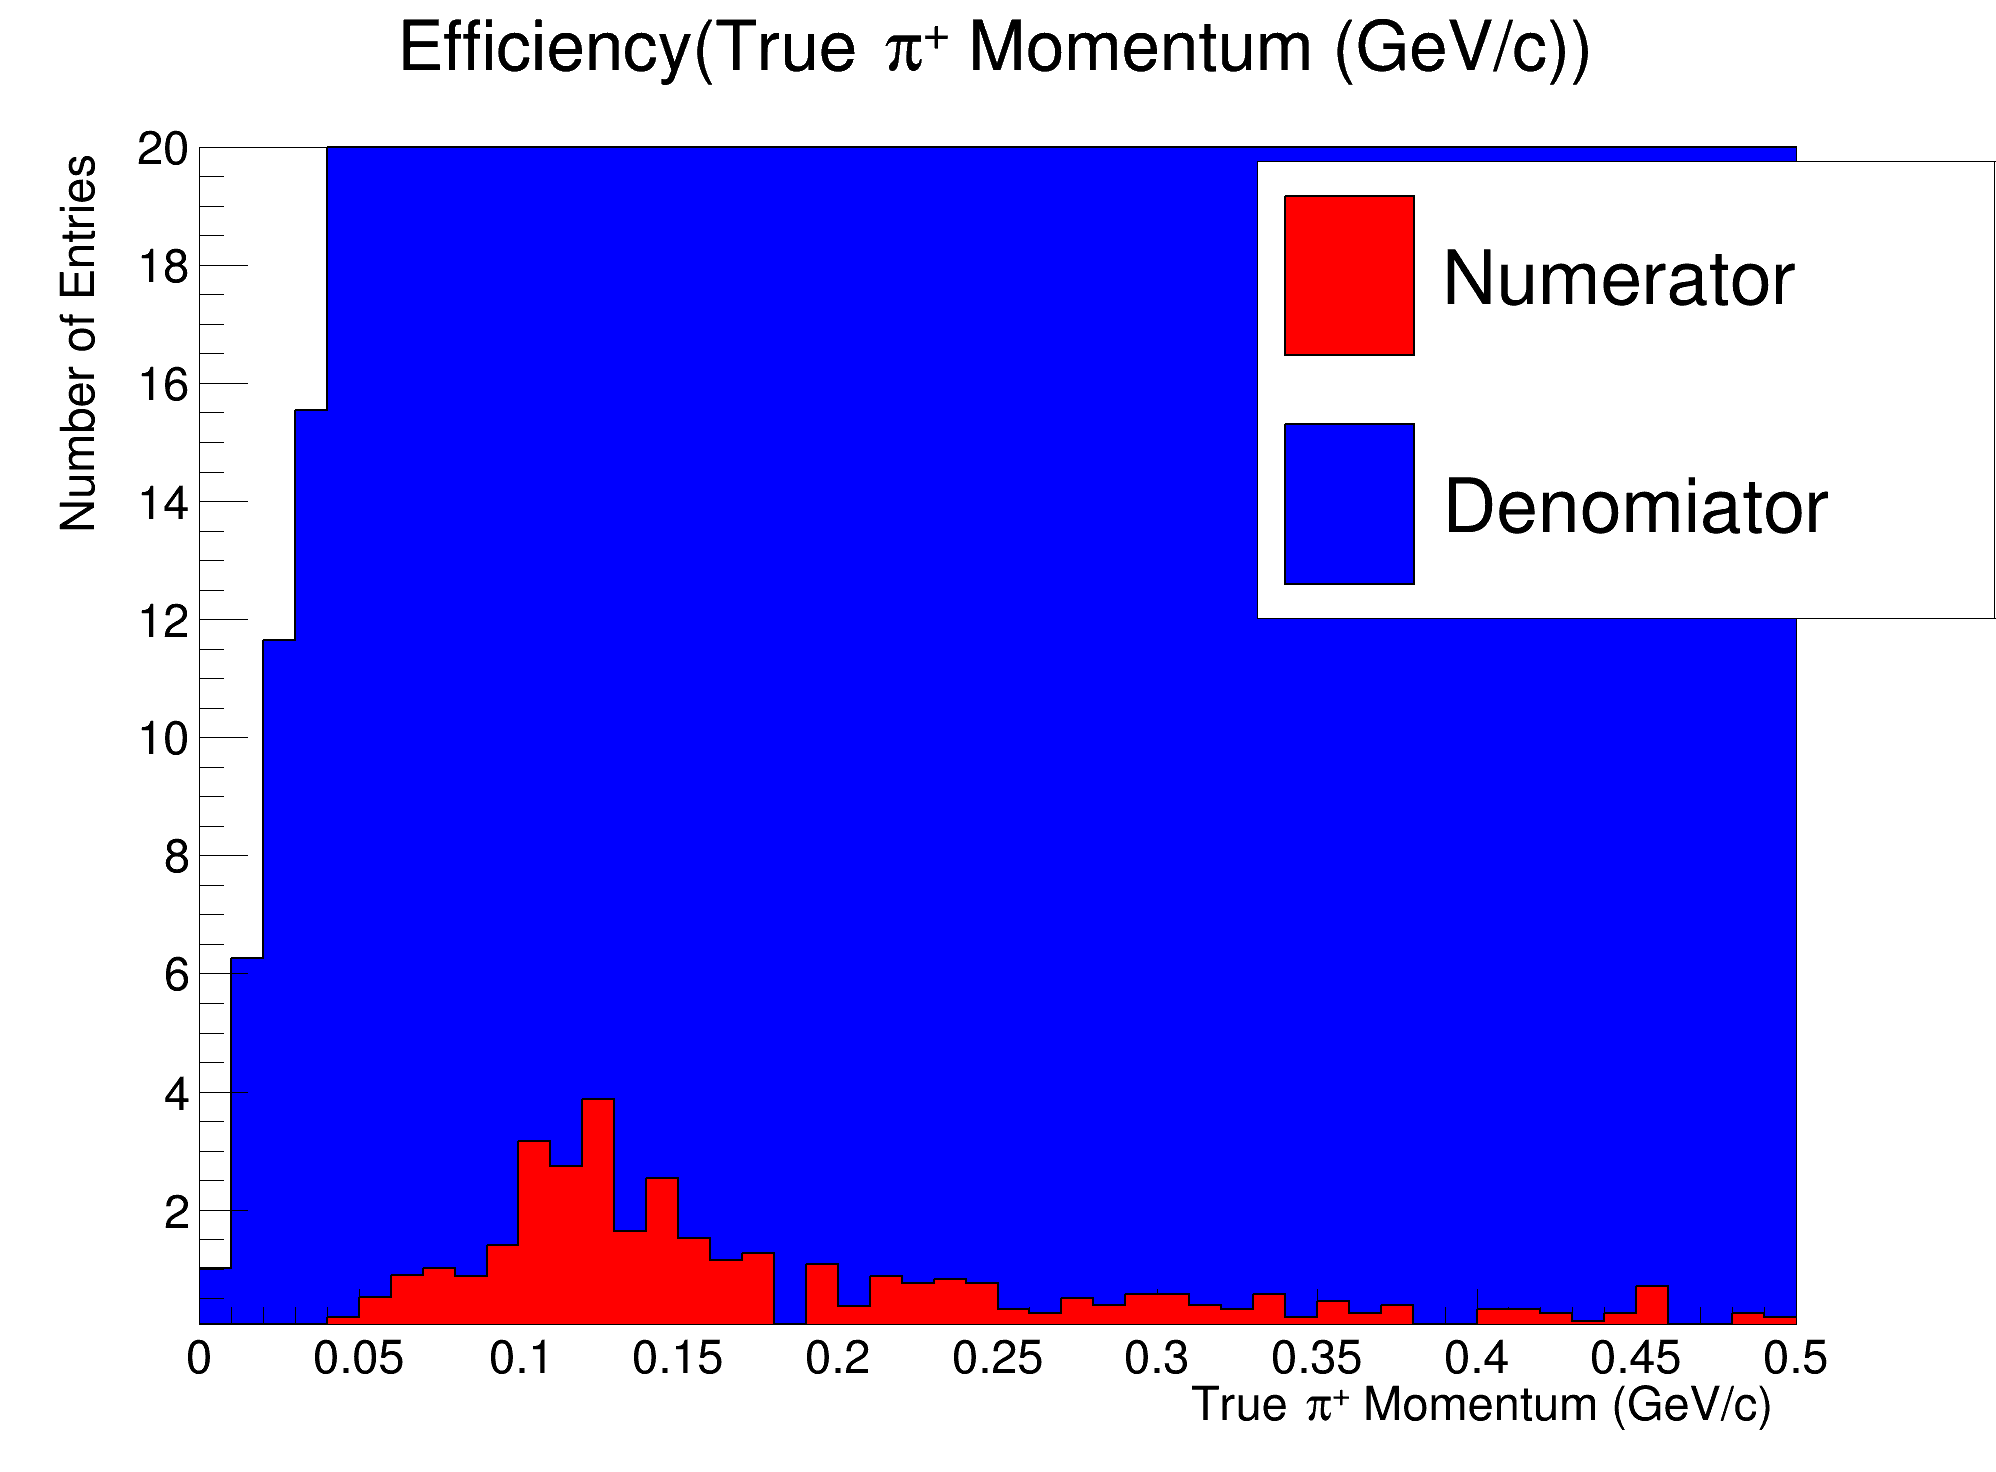 Efficiency(True π⁺ Momentum (GeV/c))
Number of Entries
20
18
16
14
12
10
8
6
4
2
Numerator
Denomiator
0 0.05 0.1 0.15 0.2 0.25 0.3 0.35 0.4 0.45 0.5
True π⁺ Momentum (GeV/c)